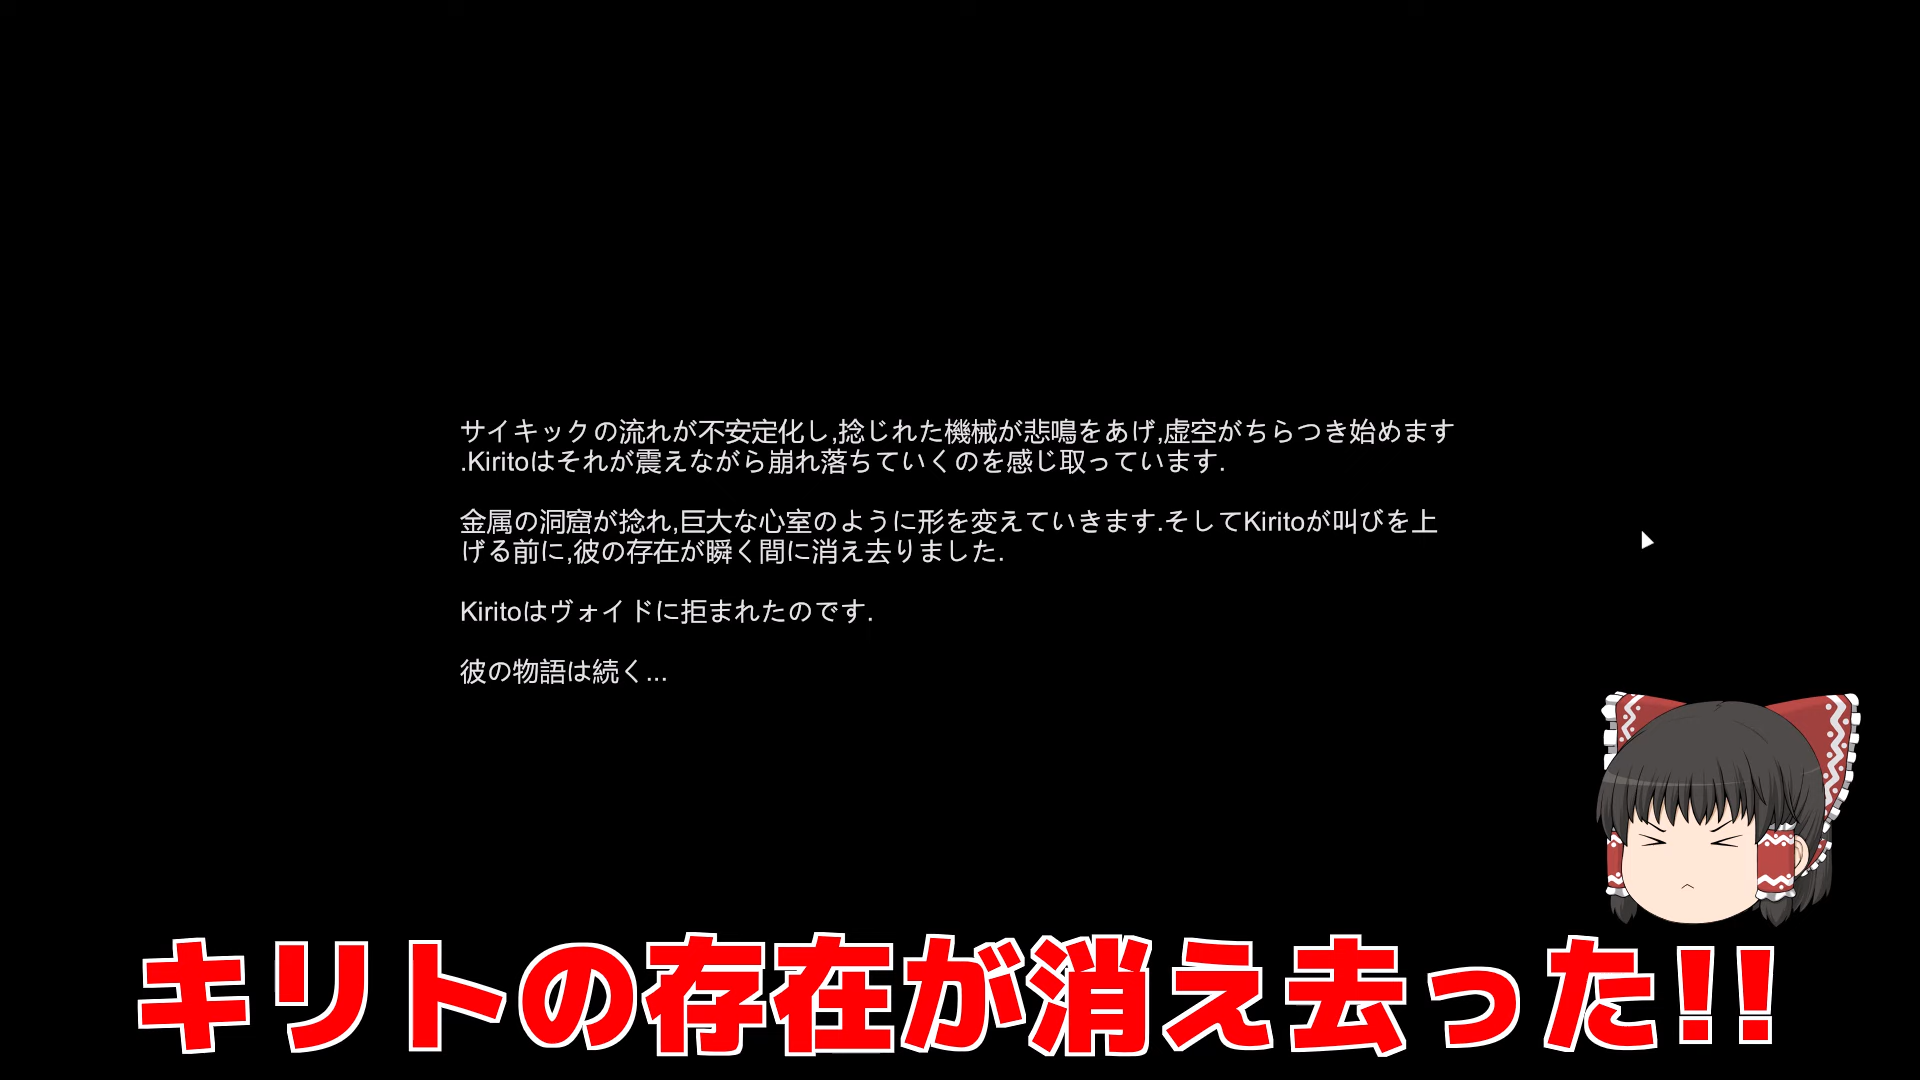 サイキックの流れが不安定化し,捻じれた機械が悲鳴をあげ,虚空がちらつき始めます
.Kiritoはそれが震えながら崩れ落ちていくのを感じ取っています.
金属の洞窟が捻れ,巨大な心室のように形を変えていきます.そしてKiritoが叫びを上
げる前に,彼の存在が瞬く間に消え去りました.
Kiritoはヴォイドに拒まれたのです.
彼の物語は続く...
キリトの存在が消え去った!!